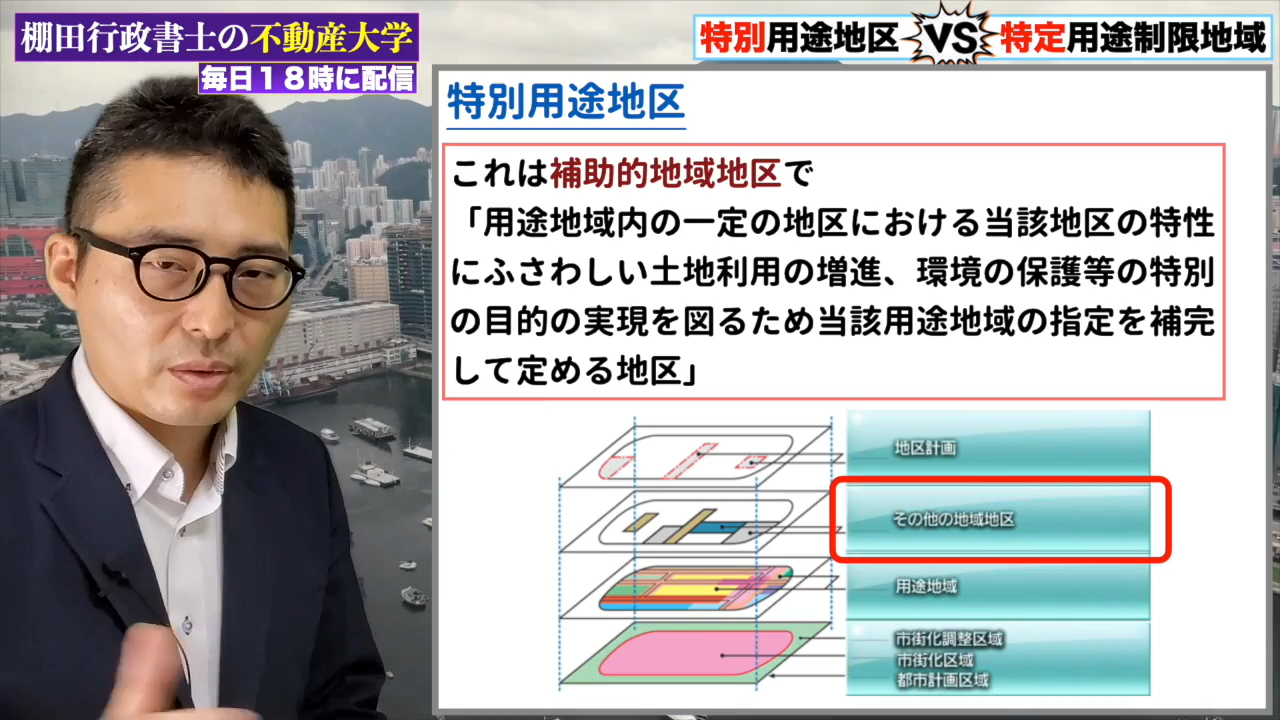 棚田行政書士の不動産大学
毎日18時に配信
特別用途地区 VS 特定用途制限地域
特別用途地区
これは補助的地域地区で
「用途地域内の一定の地区における当該地区の特性
にふさわしい土地利用の増進、環境の保護等の特別
の目的の実現を図るため当該用途地域の指定を補完
して定める地区」
地区計画
その他の地域地区
用途地域
市街化調整区域
市街化区域
都市計画区域